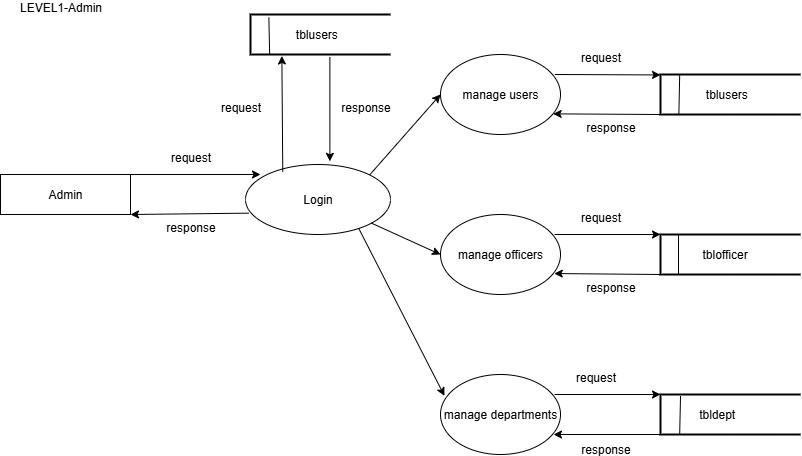 LEVEL1-Admin
tblusers
request
response
request
Admin
response
Login
manage users
request
tblusers
response
manage officers
request
tblofficer
response
manage departments
request
tbldept
response